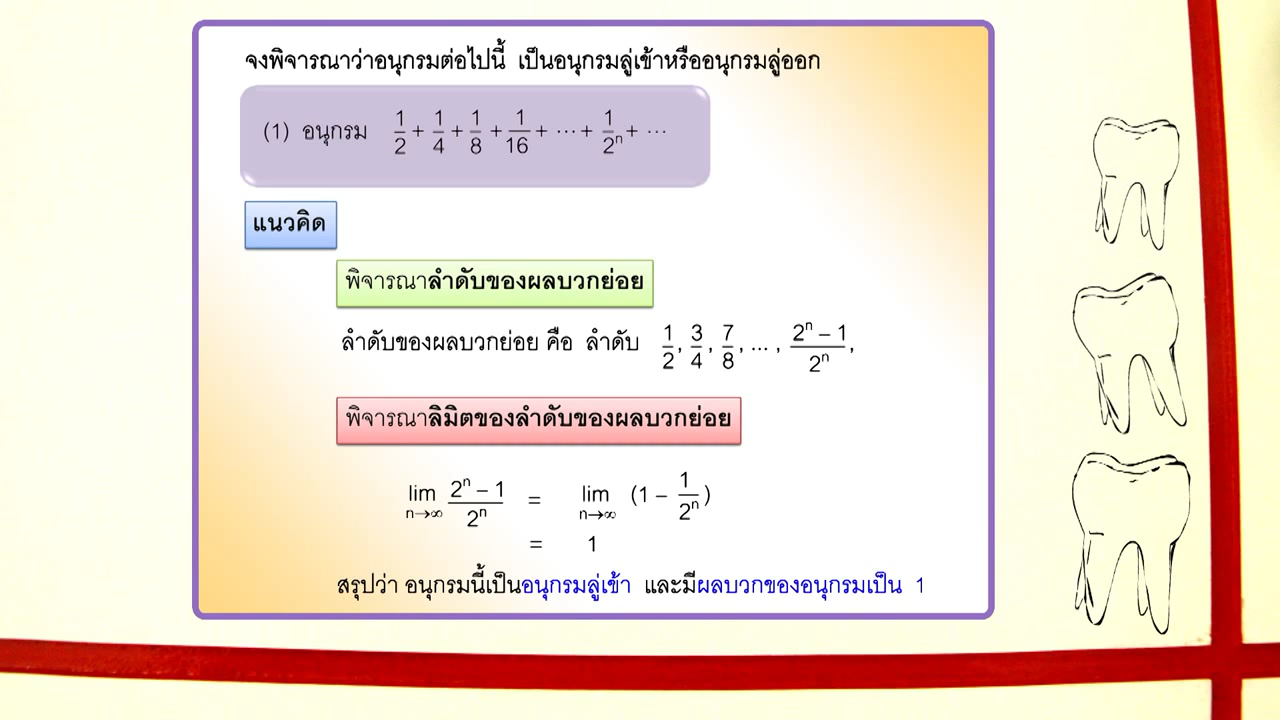 จงพิจารณาว่าอนุกรมต่อไปนี้ เป็นอนุกรมลู่เข้าหรืออนุกรมลู่ออก
(1) อนุกรม 1/2 + 1/4 + 1/8 + 1/16 + ⋯ + 1/2ⁿ + ⋯
แนวคิด
พิจารณาลำดับของผลบวกย่อย
ลำดับของผลบวกย่อย คือ ลำดับ 1/2, 3/4, 7/8, ... , (2ⁿ – 1)/2ⁿ,
พิจารณาลิมิตของลำดับของผลบวกย่อย
lim n→∞ (2ⁿ – 1)/2ⁿ = lim n→∞ (1 – 1/2ⁿ)
= 1
สรุปว่า อนุกรมนี้เป็นอนุกรมลู่เข้า และมีผลบวกของอนุกรมเป็น 1